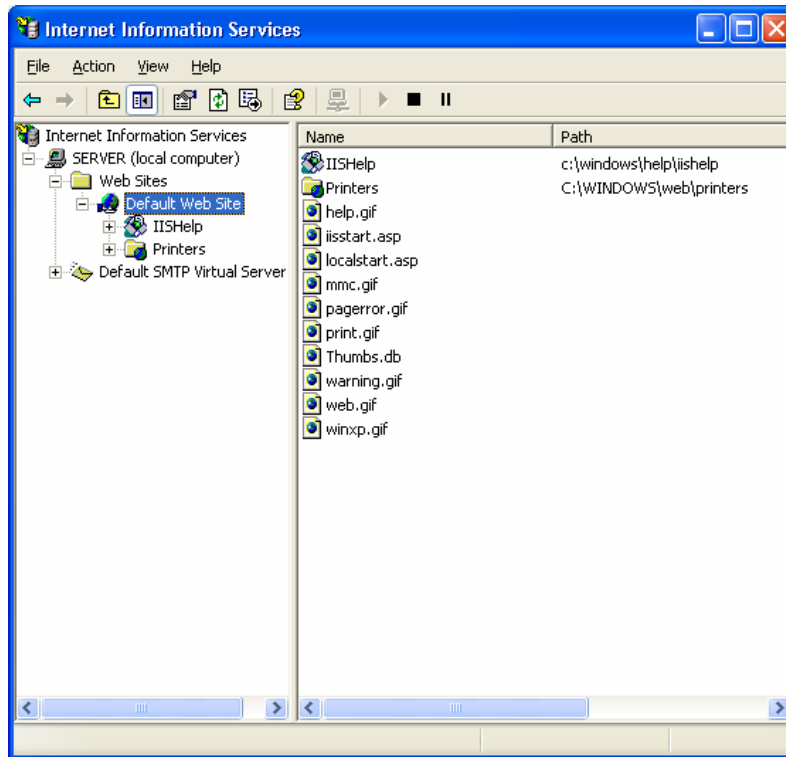 Internet Information Services
File Action View Help
Internet Information Services
SERVER (local computer)
Web Sites
Default Web Site
IISHelp
Printers
Default SMTP Virtual Server
Name Path
IISHelp c:\windows\help\iishelp
Printers C:\WINDOWS\web\printers
help.gif
iisstart.asp
localstart.asp
mmc.gif
pagerror.gif
print.gif
Thumbs.db
warning.gif
web.gif
winxp.gif